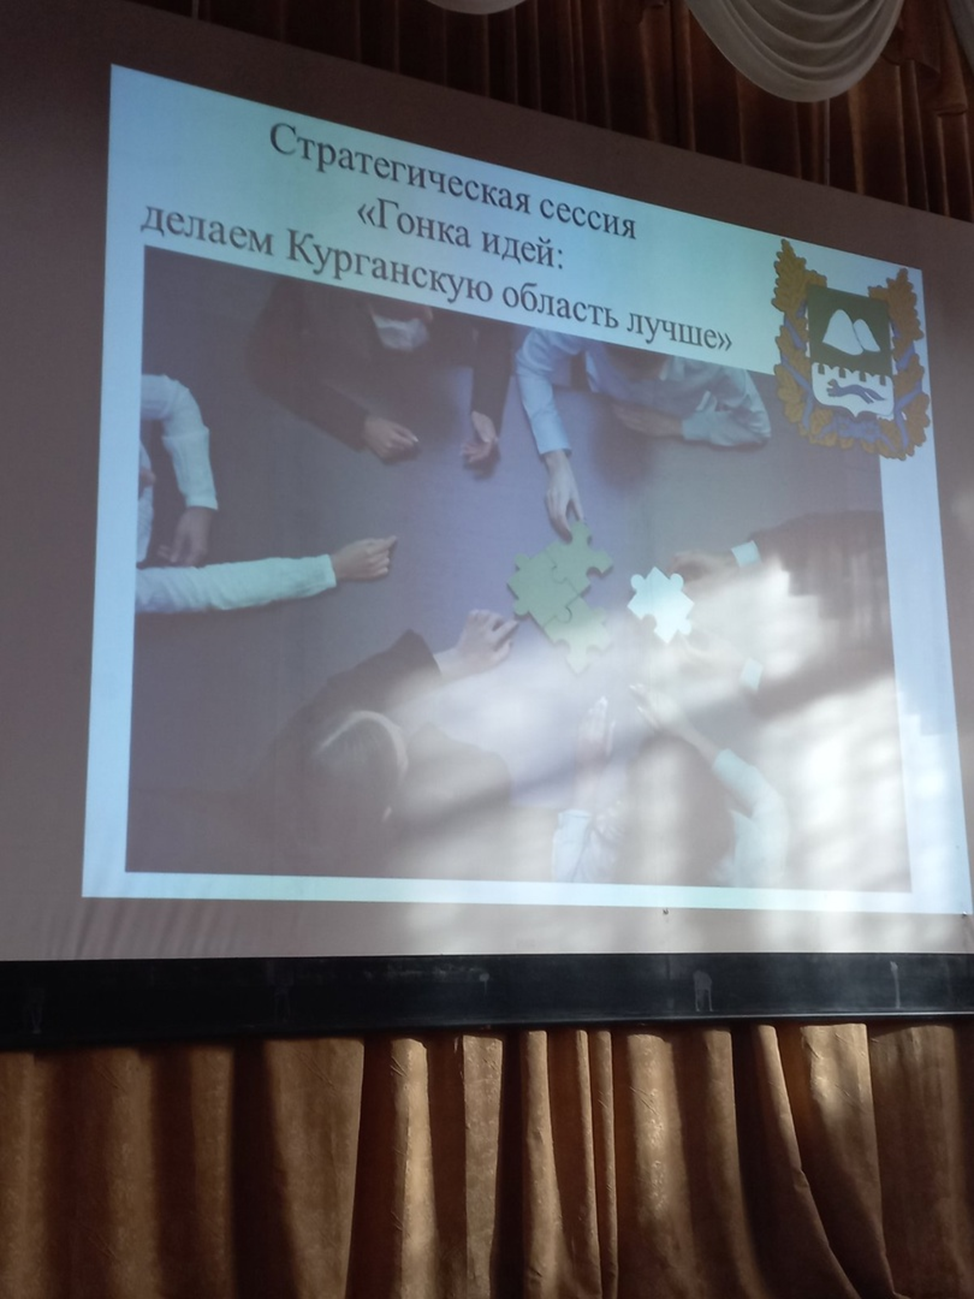 Стратегическая сессия
«Гонка идей:
делаем Курганскую область лучше»